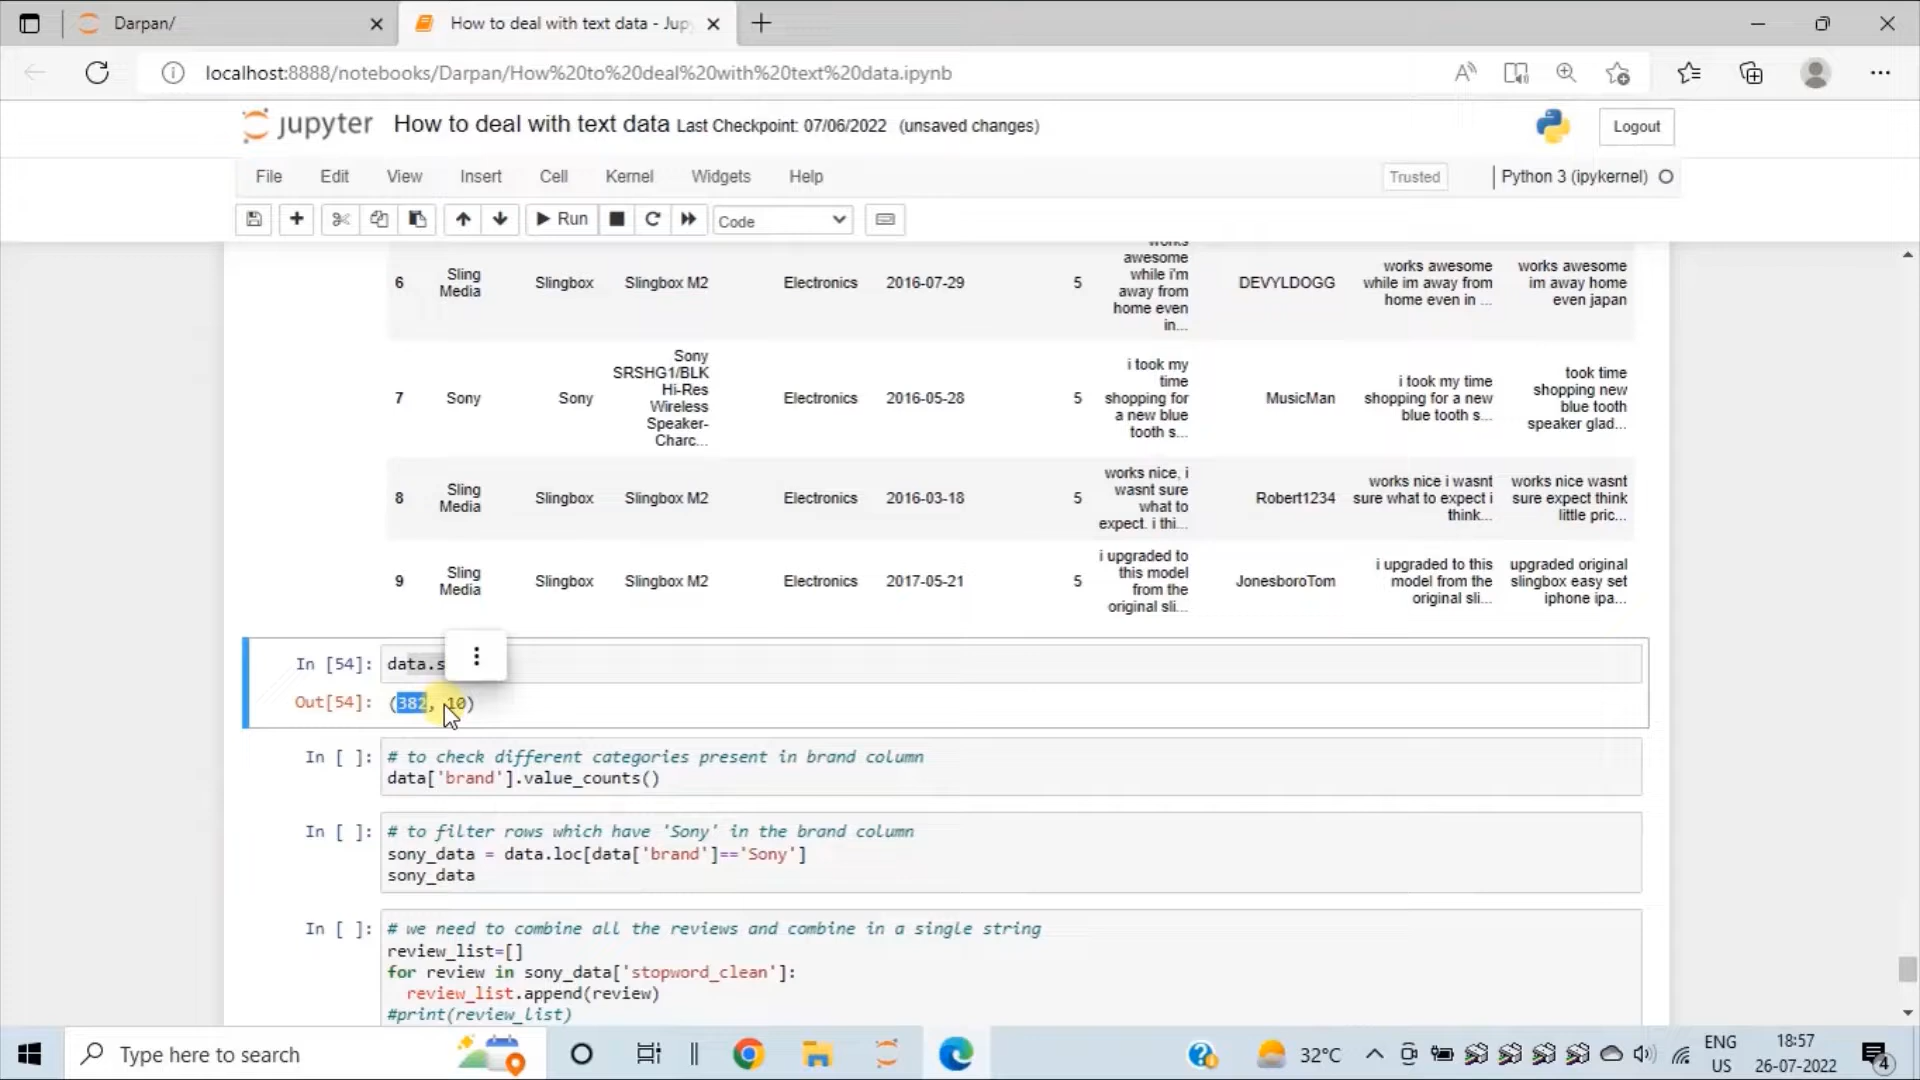 Darpan/
How to deal with text data - Jup
localhost:8888/notebooks/Darpan/How%20to%20deal%20with%20text%20data.ipynb
jupyter How to deal with text data Last Checkpoint: 07/06/2022 (unsaved changes)
Logout
File Edit View Insert Cell Kernel Widgets Help
Trusted
Python 3 (ipykernel)
Run
Code
works
awesome
while i'm
away from
home even
in...
6
Sling
Media
Slingbox
Slingbox M2
Electronics
2016-07-29
5
DEVYLDOGG
works awesome
while im away from
home even in ...
works awesome
im away home
even japan
7
Sony
Sony
Sony
SRSHG1/BLK
Hi-Res
Wireless
Speaker-
Charc...
Electronics
2016-05-28
5
i took my
time
shopping for
a new blue
tooth s...
MusicMan
i took my time
shopping for a new
blue tooth s...
took time
shopping new
blue tooth
speaker glad...
8
Sling
Media
Slingbox
Slingbox M2
Electronics
2016-03-18
5
works nice, i
wasnt sure
what to
expect. i thi...
Robert1234
works nice i wasnt
sure what to expect i
think...
works nice wasnt
sure expect think
little pric...
9
Sling
Media
Slingbox
Slingbox M2
Electronics
2017-05-21
5
i upgraded to
this model
from the
original sli...
JonesboroTom
i upgraded to this
model from the
original sli...
upgraded original
slingbox easy set
iphone ipa...
In [54]: data.s
Out[54]: (382, 10)
In [ ]: # to check different categories present in brand column
data['brand'].value_counts()
In [ ]: # to filter rows which have 'Sony' in the brand column
sony_data = data.loc[data['brand']=='Sony']
sony_data
In [ ]: # we need to combine all the reviews and combine in a single string
review_list=[]
for review in sony_data['stopword_clean']:
review_list.append(review)
#print(review_list)
Type here to search
32°C
ENG
US
18:57
26-07-2022
4